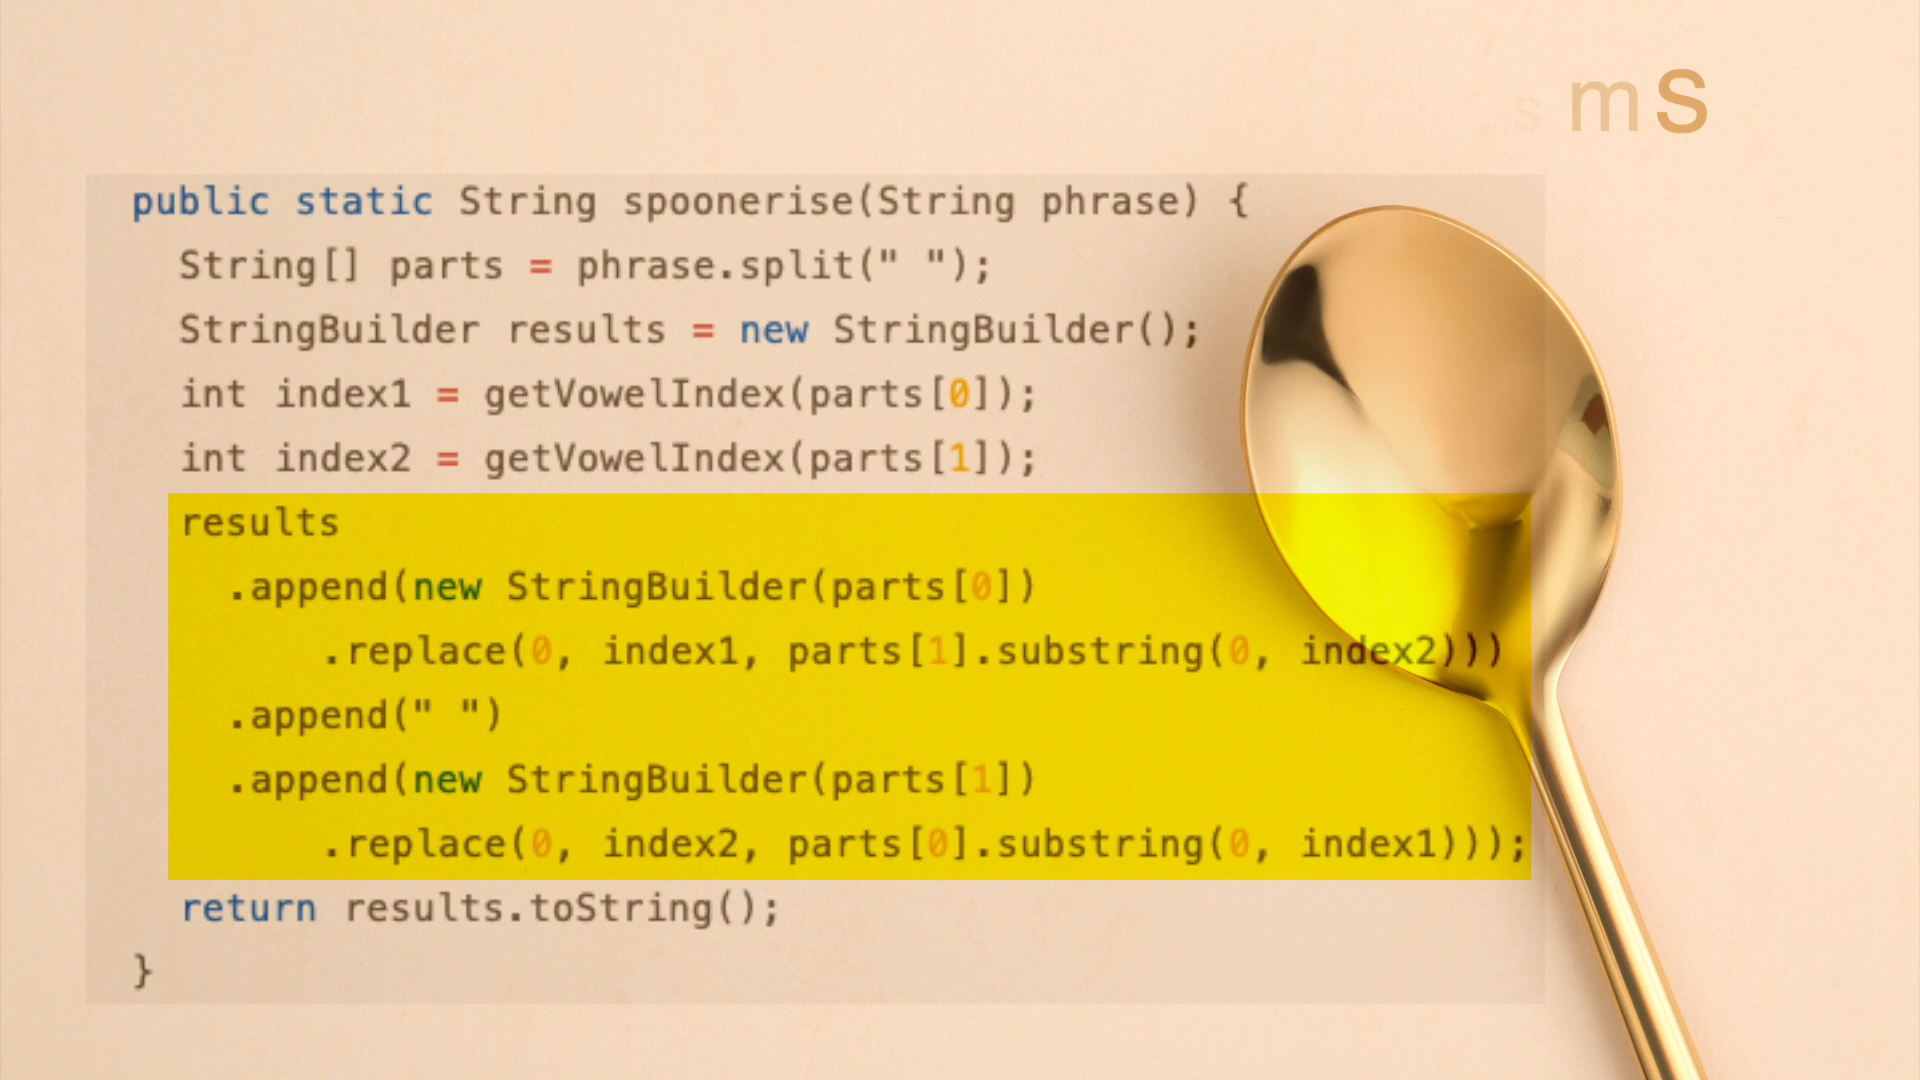 s m S
public static String spoonerise(String phrase) {
String[] parts = phrase.split(" ");
StringBuilder results = new StringBuilder();
int index1 = getVowelIndex(parts[0]);
int index2 = getVowelIndex(parts[1]);
results
.append(new StringBuilder(parts[0])
.replace(0, index1, parts[1].substring(0, index2)))
.append(" ")
.append(new StringBuilder(parts[1])
.replace(0, index2, parts[0].substring(0, index1)));
return results.toString();
}